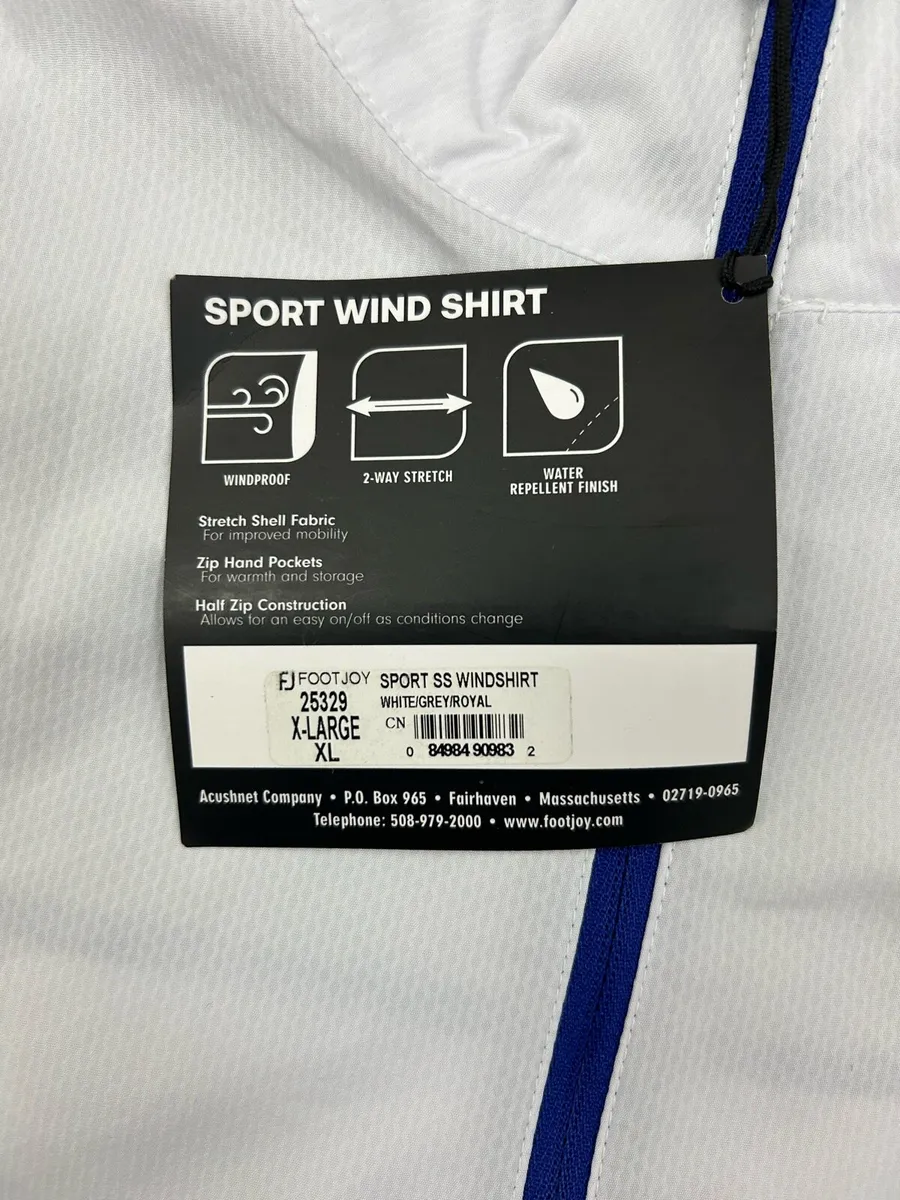 SPORT WIND SHIRT
WINDPROOF
2-WAY STRETCH
WATER
REPELLENT FINISH
Stretch Shell Fabric
For improved mobility
Zip Hand Pockets
For warmth and storage
Half Zip Construction
Allows for an easy on/off as conditions change
FJ FOOTJOY SPORT SS WINDSHIRT
25329 WHITE/GREY/ROYAL
X-LARGE CN
XL 0 84984 90983 2
Acushnet Company • P.O. Box 965 • Fairhaven • Massachusetts • 02719-0965
Telephone: 508-979-2000 • www.footjoy.com